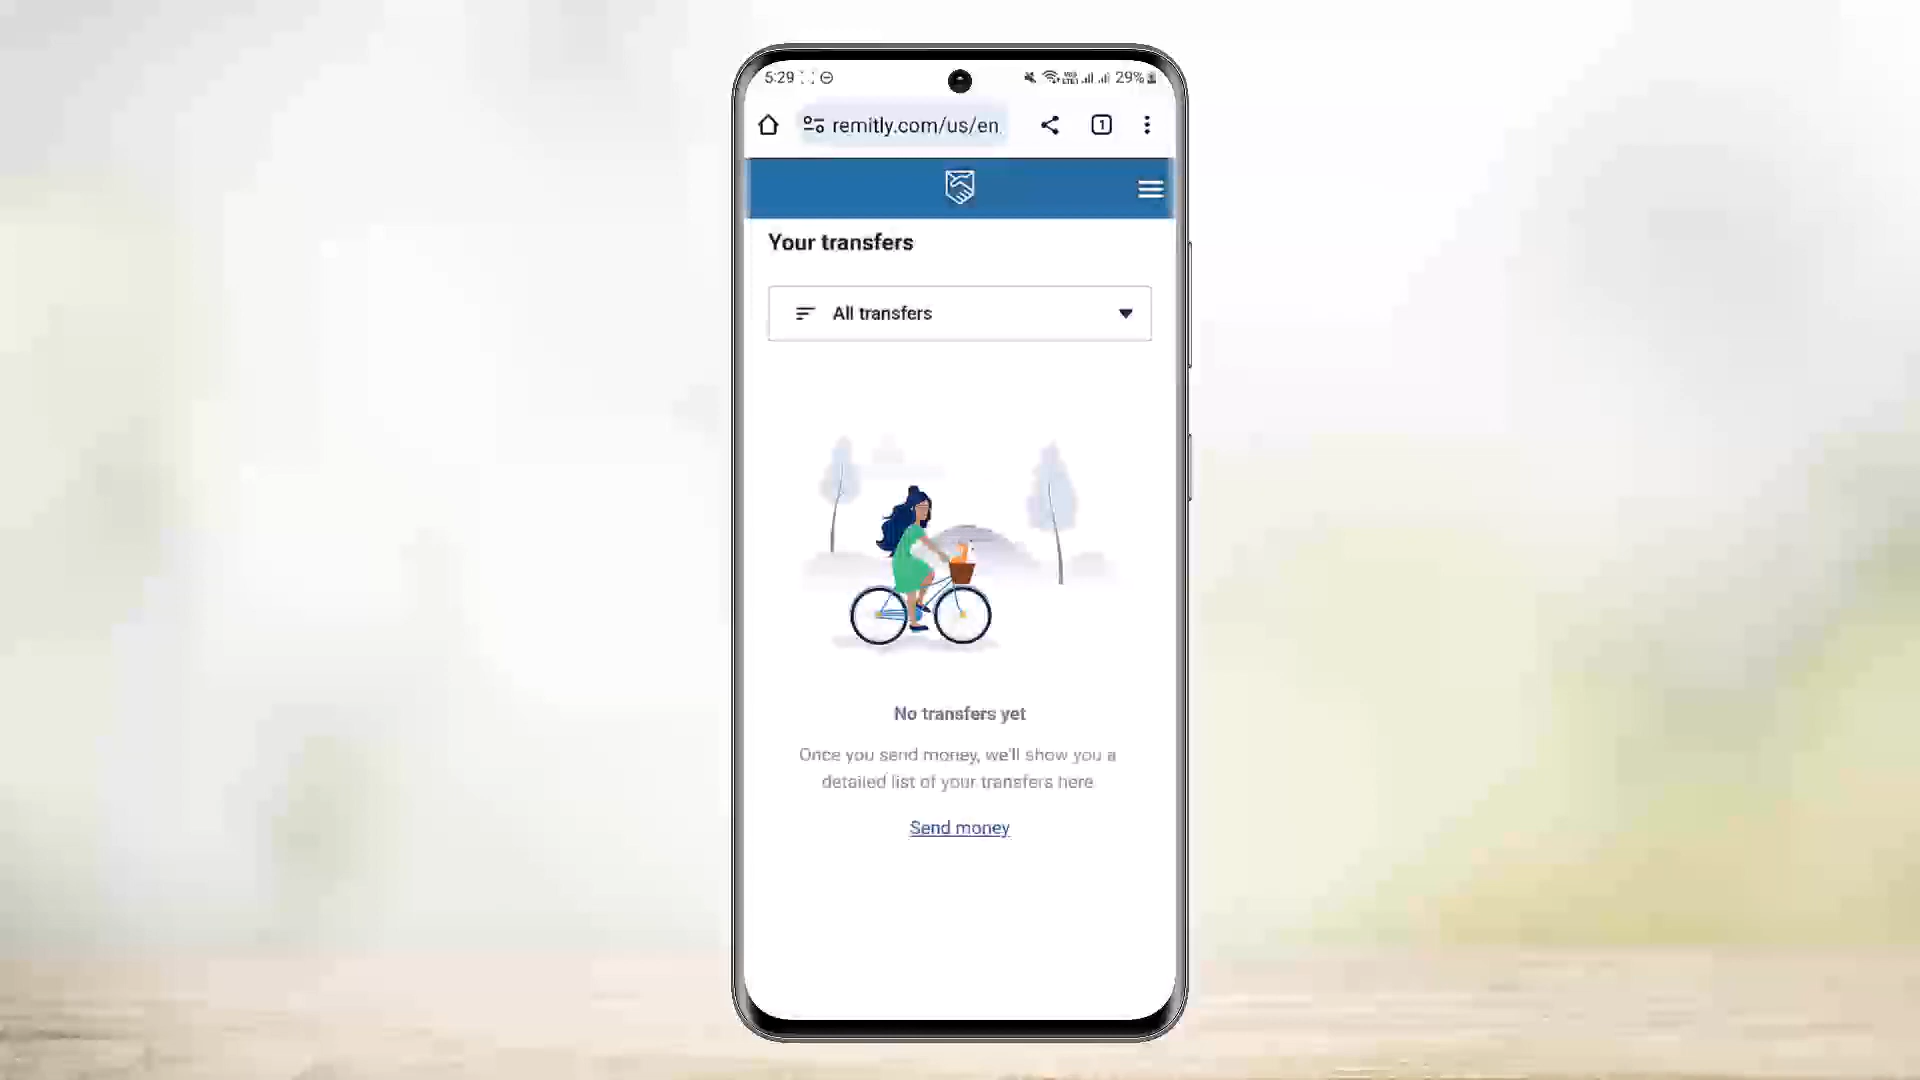 5:29
29%
remitly.com/us/en
1
Your transfers
All transfers
No transfers yet
Once you send money, we'll show you a
detailed list of your transfers here
Send money